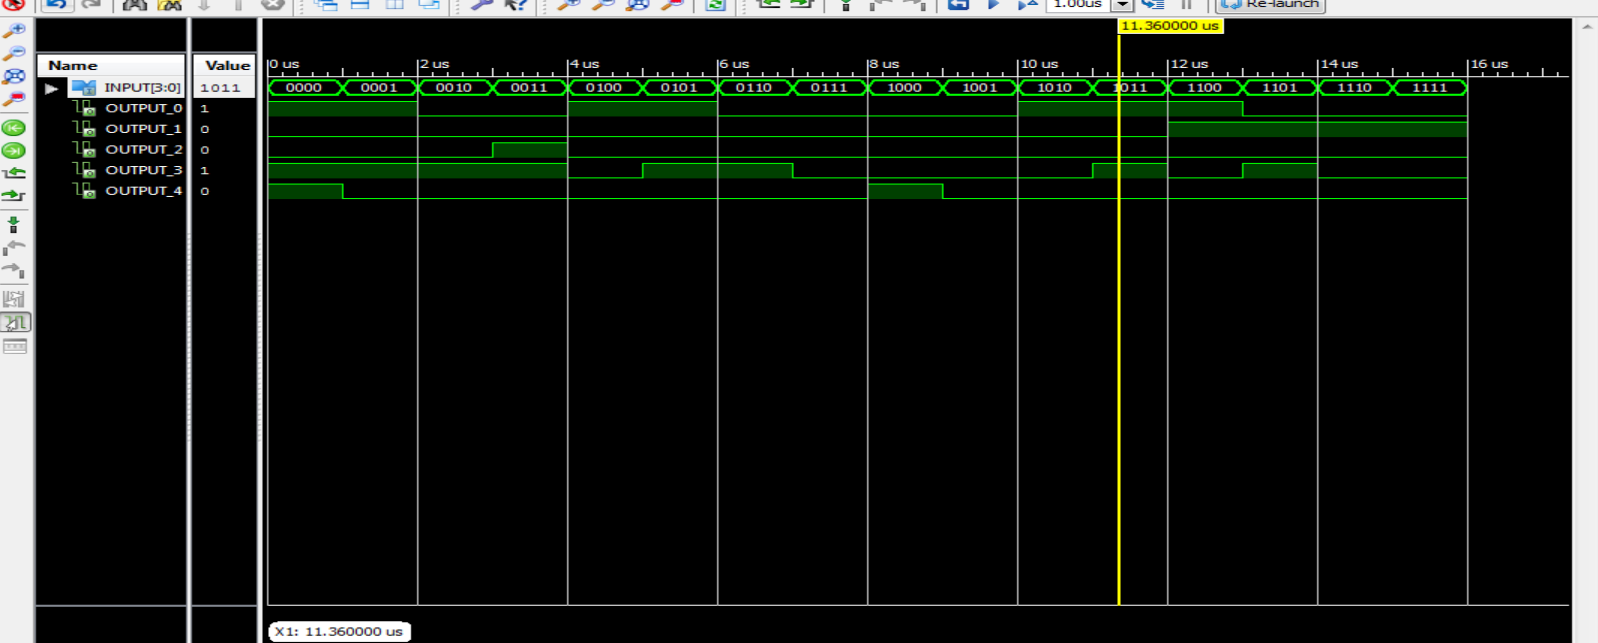 1.00us Re-launch
11.360000 us
Name Value
0 us 2 us 4 us 6 us 8 us 10 us 12 us 14 us 16 us
INPUT[3:0] 1011 0000 0001 0010 0011 0100 0101 0110 0111 1000 1001 1010 1011 1100 1101 1110 1111
OUTPUT_0 1
OUTPUT_1 0
OUTPUT_2 0
OUTPUT_3 1
OUTPUT_4 0
X1: 11.360000 us